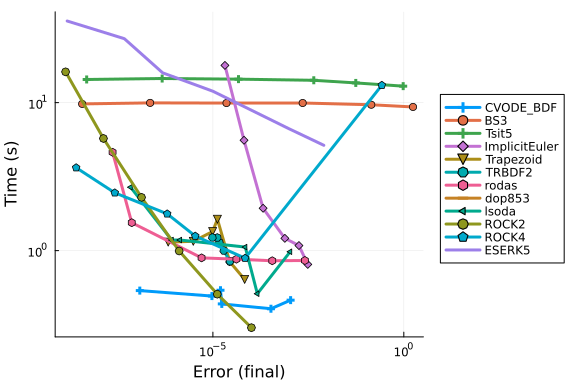 Time (s)
10¹
10⁰
10⁻⁵
10⁰
Error (final)
CVODE_BDF
BS3
Tsit5
ImplicitEuler
Trapezoid
TRBDF2
rodas
dop853
lsoda
ROCK2
ROCK4
ESERK5